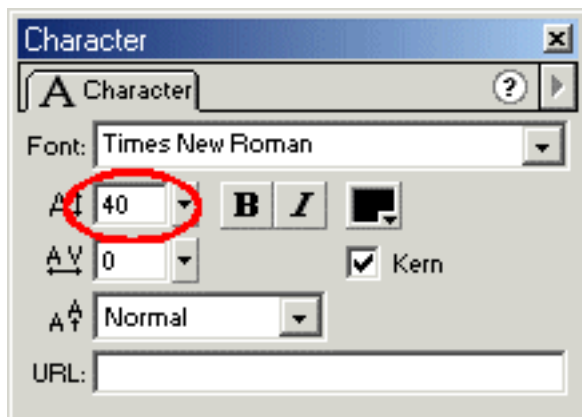 Character
A Character ?
Font: Times New Roman
A 40 B I
A V 0 Kern
A A Normal
URL: